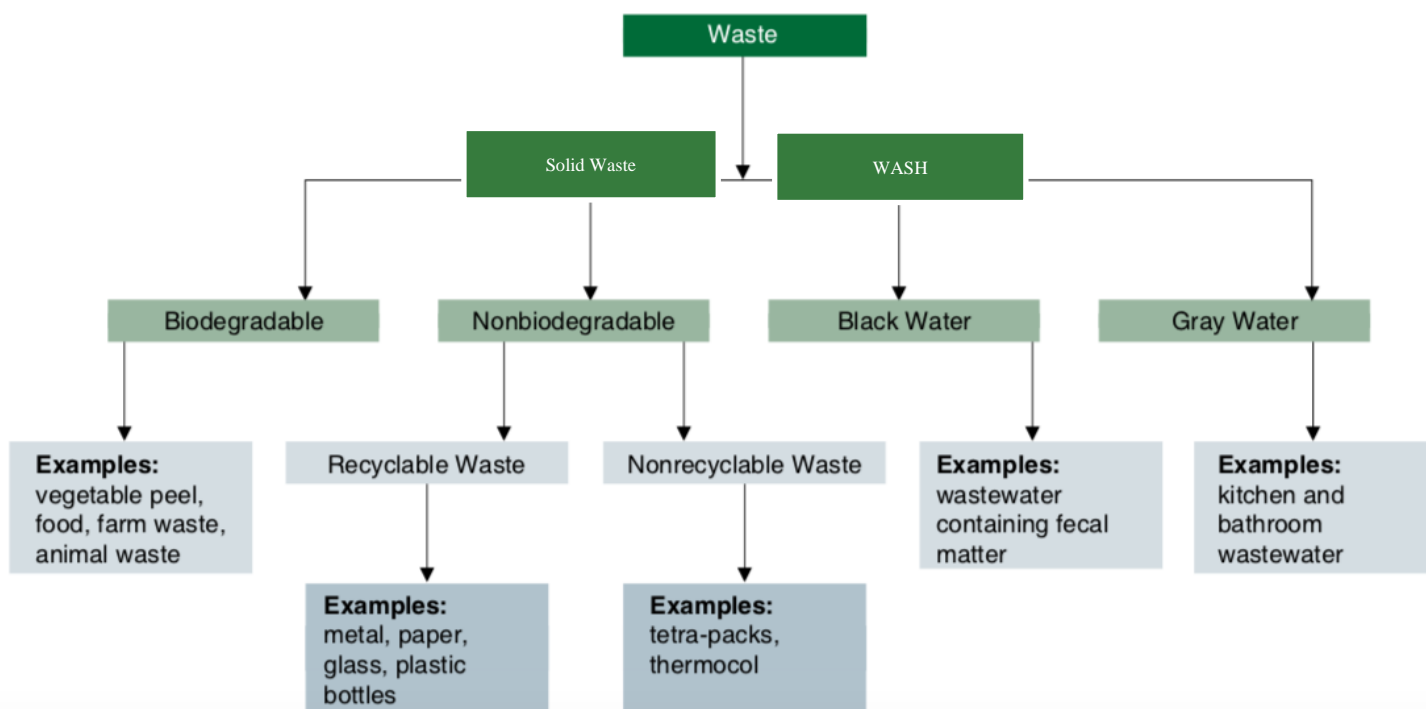 Waste
Solid Waste
WASH
Biodegradable
Nonbiodegradable
Black Water
Gray Water
Examples:
vegetable peel,
food, farm waste,
animal waste
Recyclable Waste
Nonrecyclable Waste
Examples:
wastewater
containing fecal
matter
Examples:
kitchen and
bathroom
wastewater
Examples:
metal, paper,
glass, plastic
bottles
Examples:
tetra-packs,
thermocol